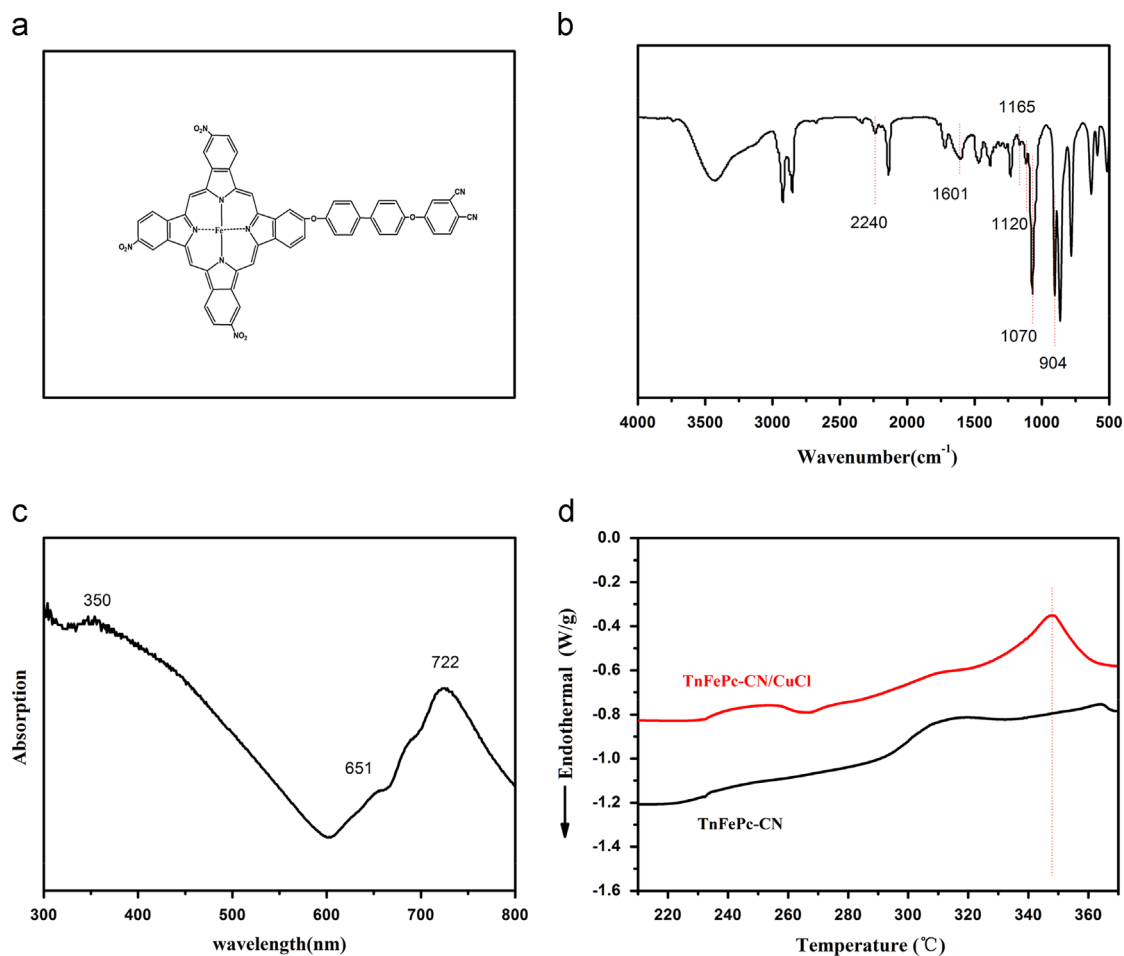 a
O₂N
CN
O
O
CN
N
N
Fe
N
N
O₂N
NO₂
b
1165
2240
1601
1120
1070
904
4000 3500 3000 2500 2000 1500 1000 500
Wavenumber(cm⁻¹)
c
Absorption
350
651
722
300 400 500 600 700 800
wavelength(nm)
d
Endothermal (W/g)
0.0
-0.2
-0.4
-0.6
-0.8
-1.0
-1.2
-1.4
-1.6
TnFePc-CN/CuCl
TnFePc-CN
220 240 260 280 300 320 340 360
Temperature (℃)